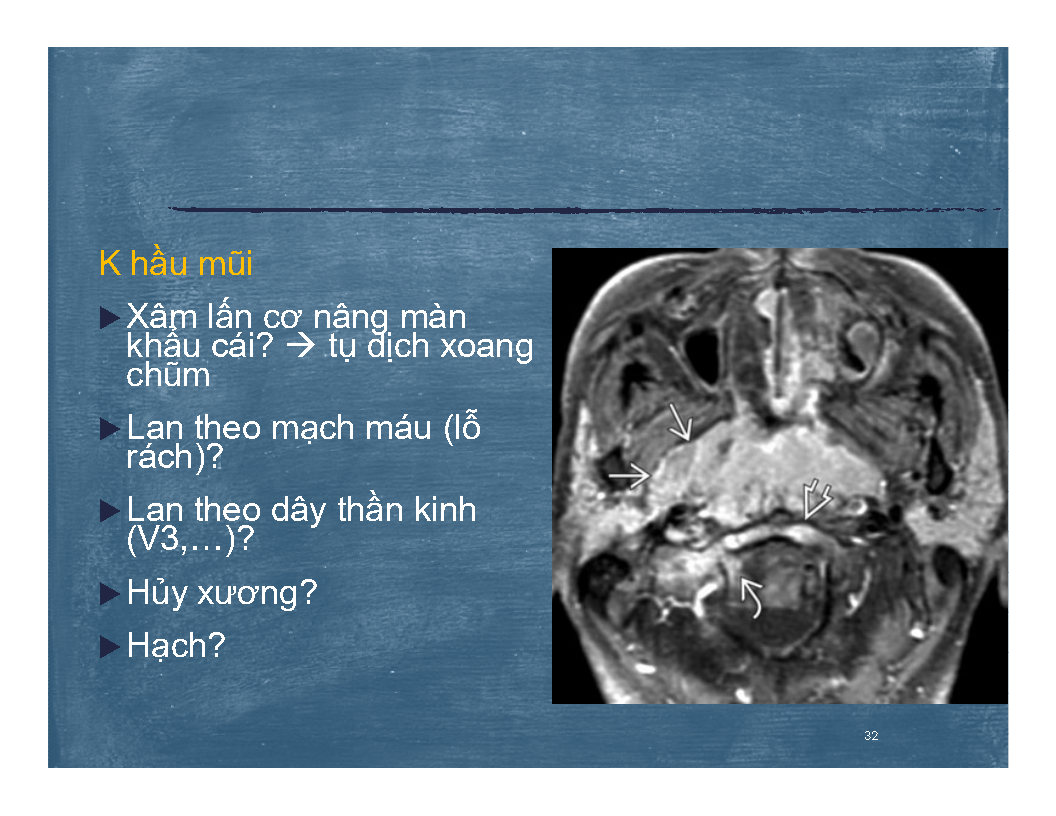 K hầu mũi
▶Xâm lấn cơ nâng màn
khẩu cái? → tụ dịch xoang
chũm
▶Lan theo mạch máu (lỗ
rách)?
▶Lan theo dây thần kinh
(V3,…)?
▶Hủy xương?
▶Hạch?
32